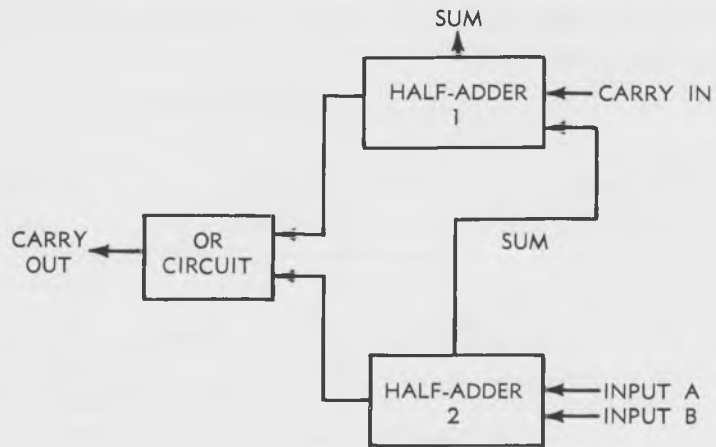 SUM
HALF-ADDER
1
CARRY IN
OR
CIRCUIT
CARRY
OUT
SUM
HALF-ADDER
2
INPUT A
INPUT B